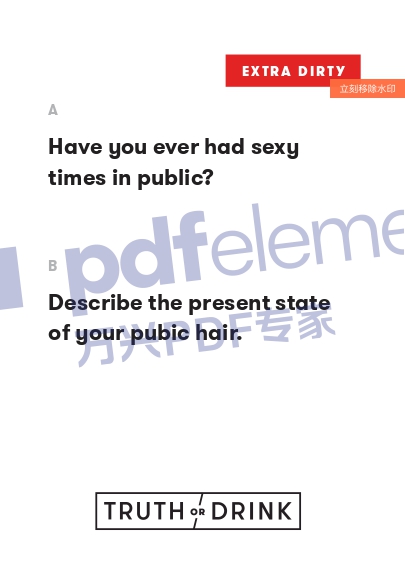 EXTRA DIRTY
立刻移除水印
A
Have you ever had sexy
times in public?
B
Describe the present state
of your pubic hair.
pdfeleme
万兴PDF专家
TRUTH OR DRINK